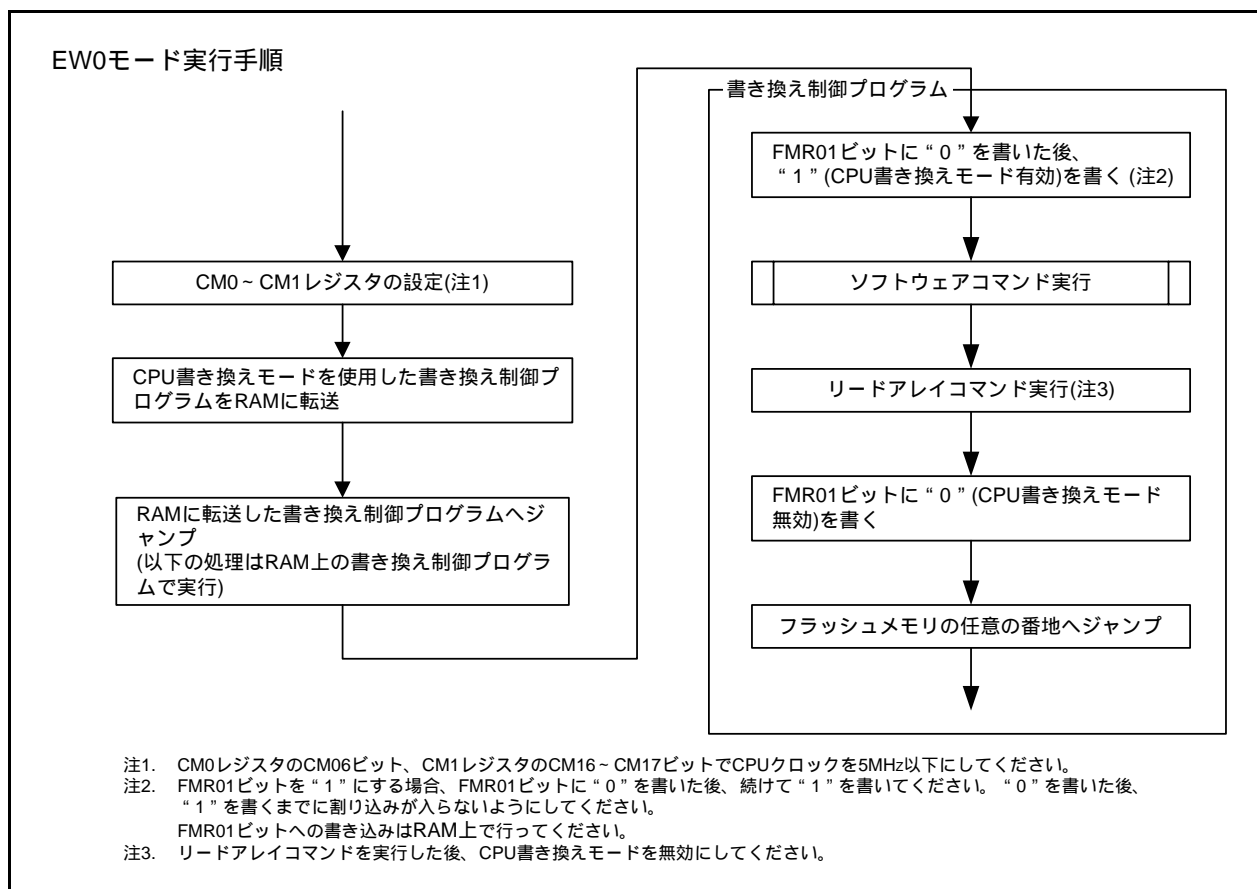 EW0モード実行手順
CM0~CM1レジスタの設定(注1)
CPU書き換えモードを使用した書き換え制御プ
ログラムをRAMに転送
RAMに転送した書き換え制御プログラムへジ
ャンプ
(以下の処理はRAM上の書き換え制御プログラ
ムで実行)
書き換え制御プログラム
FMR01ビットに“0”を書いた後、
“1”(CPU書き換えモード有効)を書く(注2)
ソフトウェアコマンド実行
リードアレイコマンド実行(注3)
FMR01ビットに“0”(CPU書き換えモード
無効)を書く
フラッシュメモリの任意の番地へジャンプ
注1. CM0レジスタのCM06ビット、CM1レジスタのCM16~CM17ビットでCPUクロックを5MHz以下にしてください。
注2. FMR01ビットを“1”にする場合、FMR01ビットに“0”を書いた後、続けて“1”を書いてください。“0”を書いた後、
“1”を書くまでに割り込みが入らないようにしてください。
FMR01ビットへの書き込みはRAM上で行ってください。
注3. リードアレイコマンドを実行した後、CPU書き換えモードを無効にしてください。